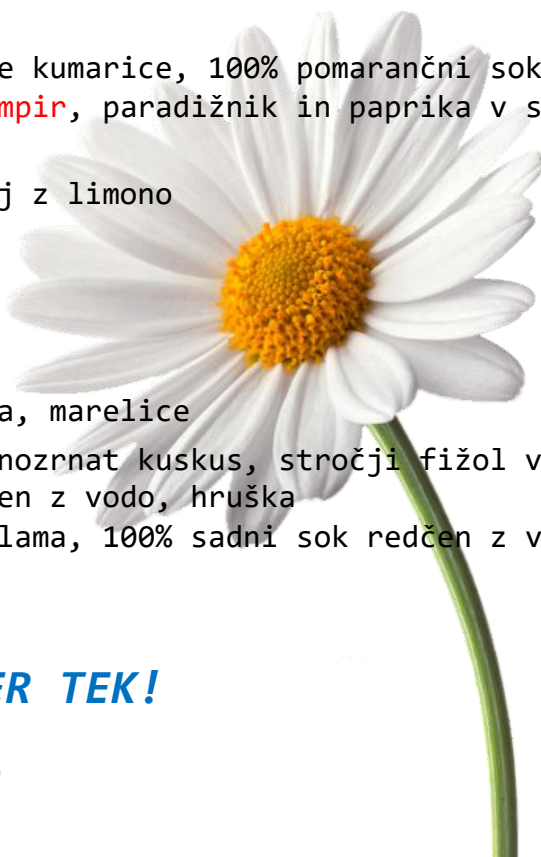 e kumarice, 100% pomarančni sok
mpir, paradižnik in paprika v s
j z limono
a, marelice
nozrnat kuskus, stročji fižol v
en z vodo, hruška
lama, 100% sadni sok redčen z v
ER TEK!